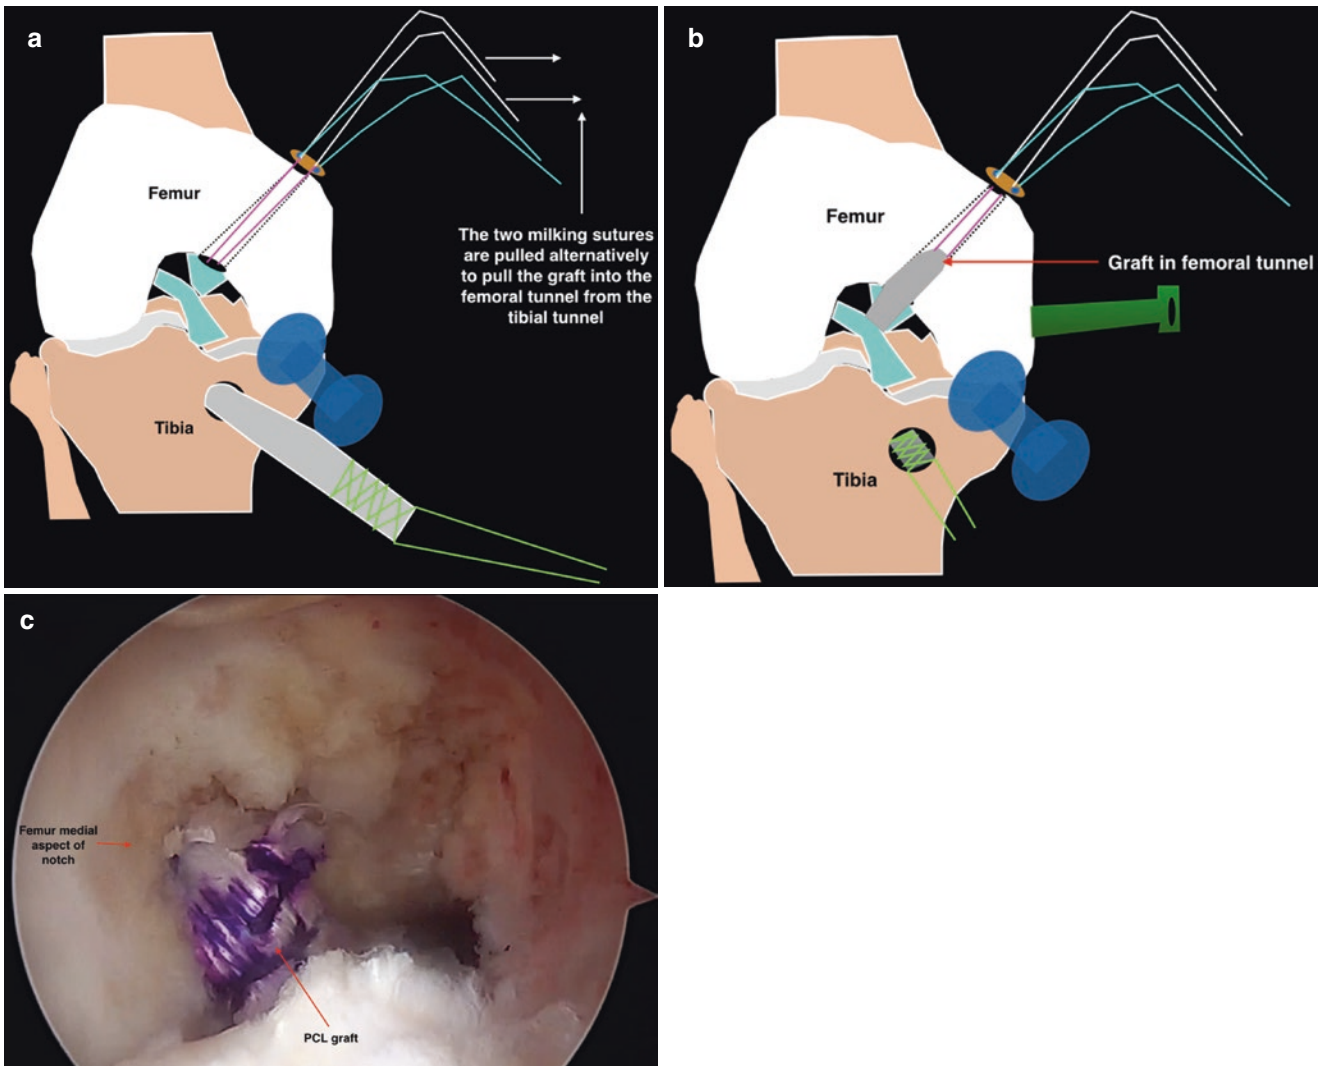 a
Femur
The two milking sutures
are pulled alternatively
to pull the graft into the
femoral tunnel from the
tibial tunnel
Tibia
b
Femur
Graft in femoral tunnel
Tibia
c
Femur medial
aspect of
notch
PCL graft